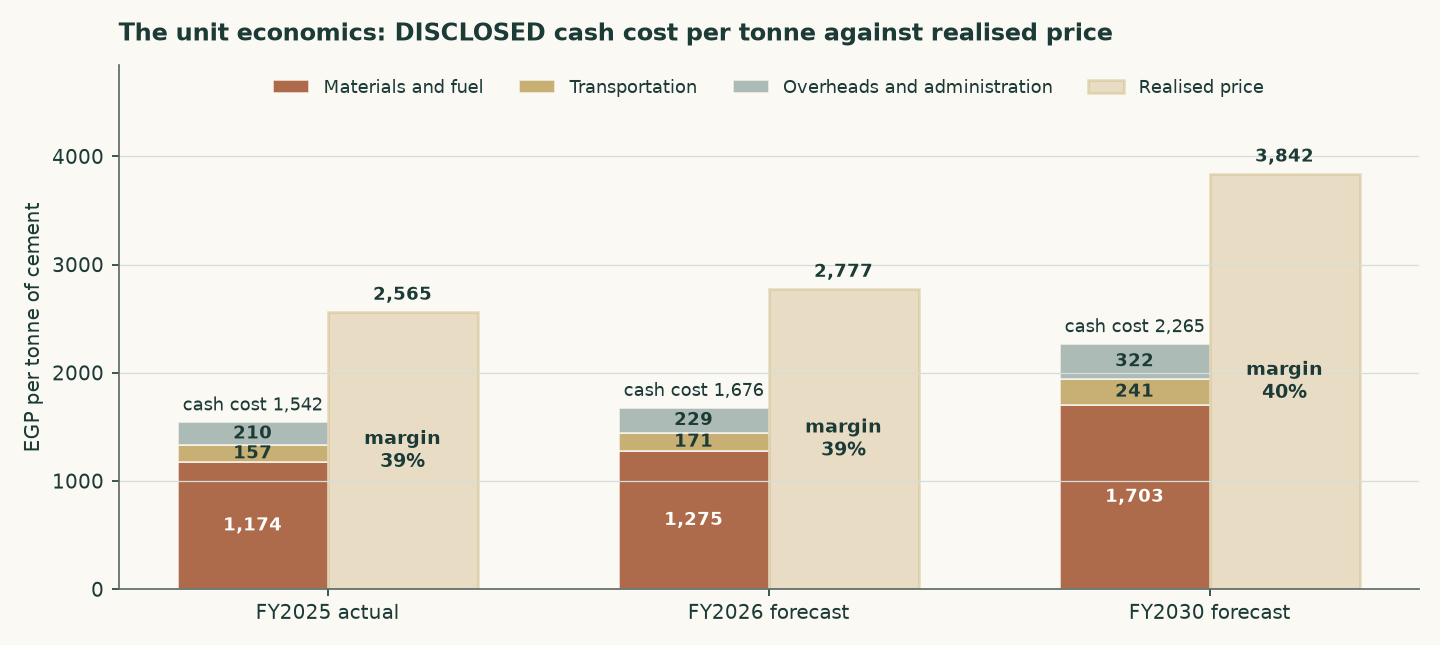 The unit economics: DISCLOSED cash cost per tonne against realised price
Materials and fuel
Transportation
Overheads and administration
Realised price
EGP per tonne of cement
4000
3000
2000
1000
0
cash cost 1,542
210
157
1,174
2,565
margin
39%
cash cost 1,676
229
171
1,275
2,777
margin
39%
cash cost 2,265
322
241
1,703
3,842
margin
40%
FY2025 actual
FY2026 forecast
FY2030 forecast